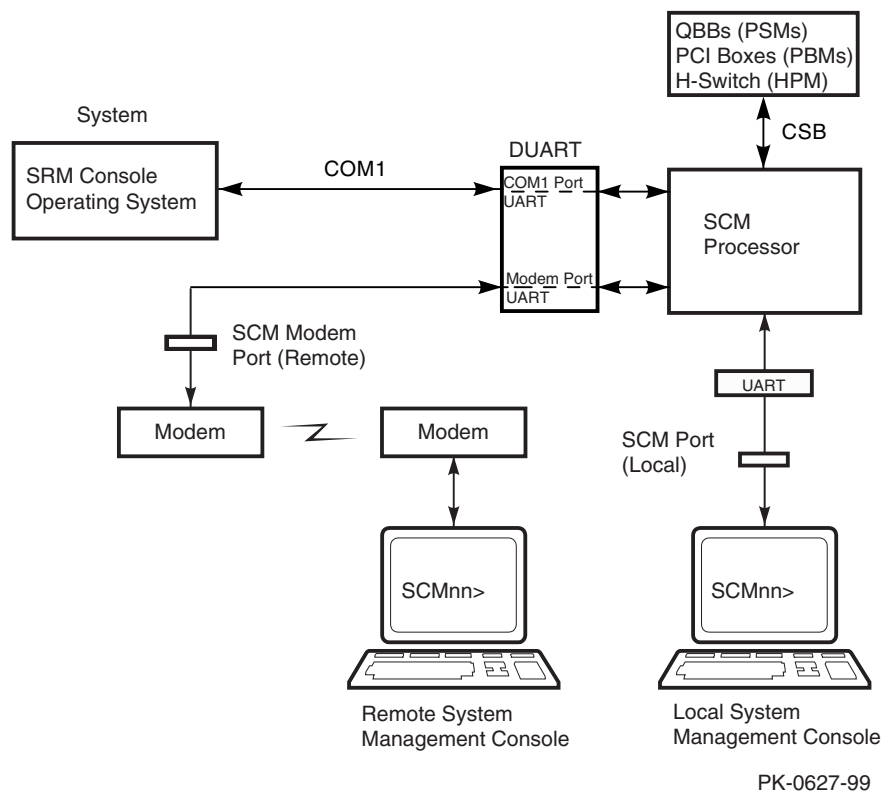 QBBs (PSMs)
PCI Boxes (PBMs)
H-Switch (HPM)
System
CSB
DUART
SRM Console
Operating System
COM1
COM1 Port
UART
SCM
Processor
Modem Port
UART
SCM Modem
Port (Remote)
UART
Modem
Modem
SCM Port
(Local)
SCMnn>
SCMnn>
Remote System
Management Console
Local System
Management Console
PK-0627-99